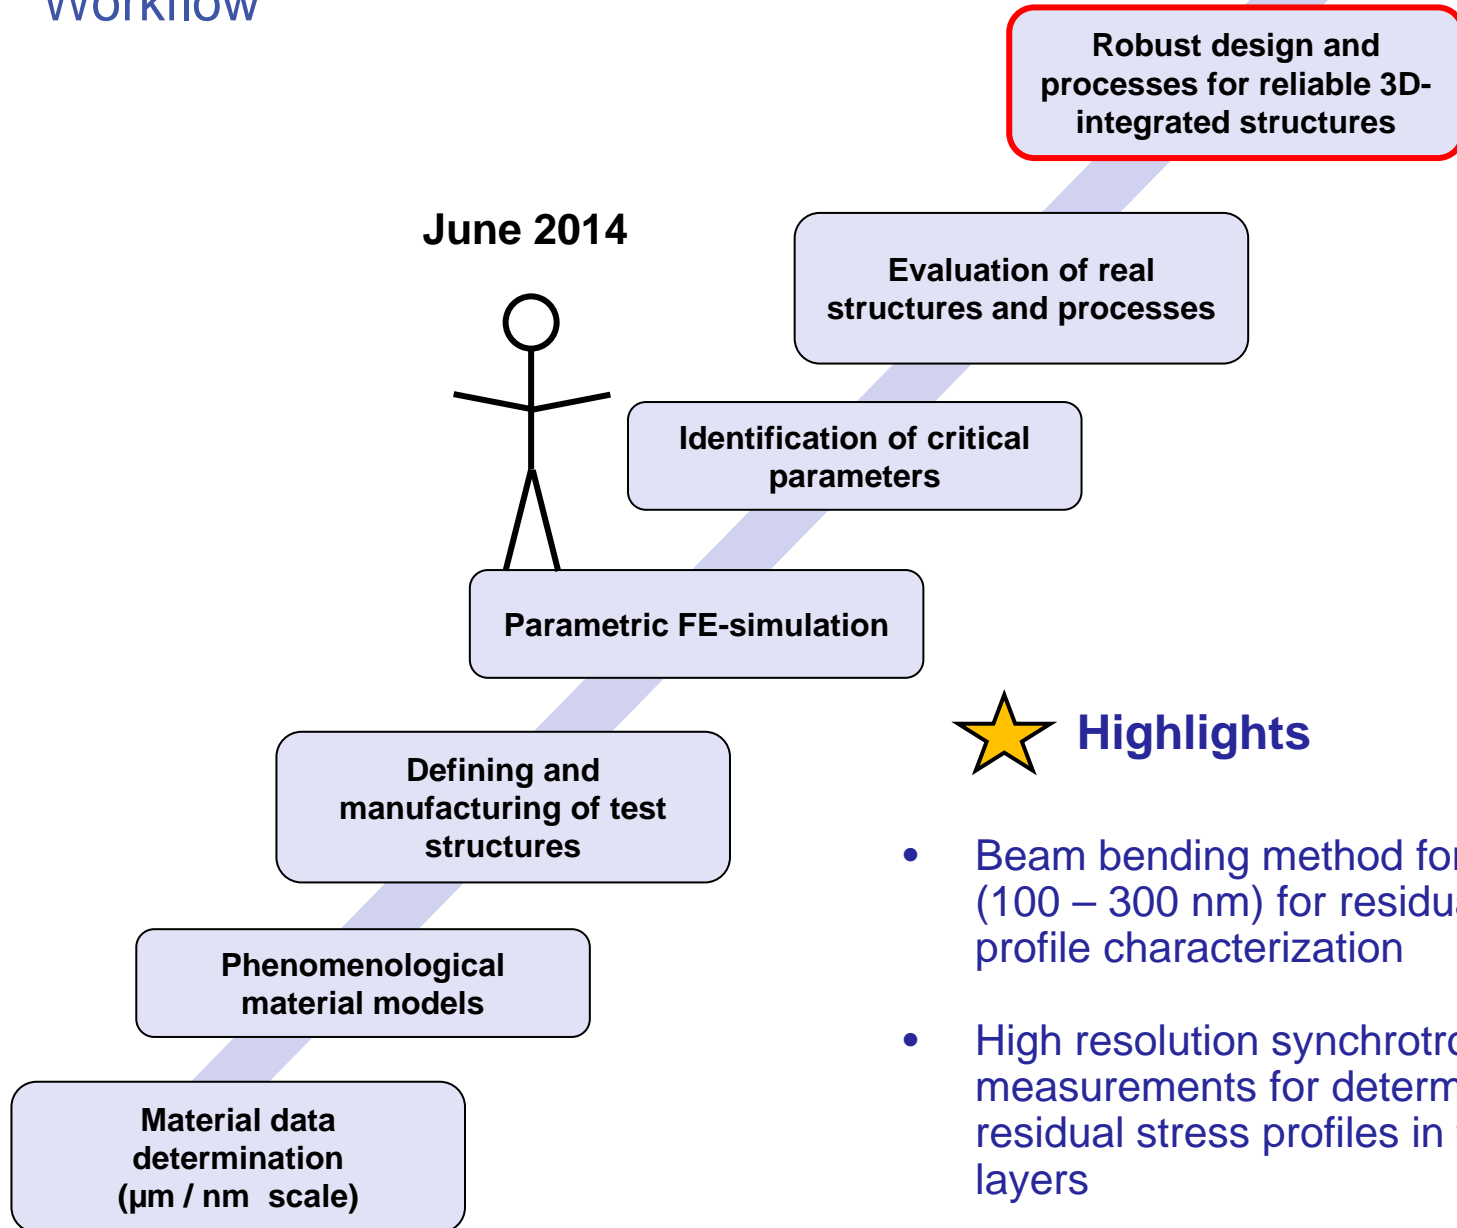 Workflow
Robust design and
processes for reliable 3D-
integrated structures
June 2014
Evaluation of real
structures and processes
Identification of critical
parameters
Parametric FE-simulation
Highlights
Defining and
manufacturing of test
structures
• Beam bending method for
(100 – 300 nm) for
profile characterization
Phenomenological
material models
• High resolution
measurements for
residual stress profiles in
layers
Material data
determination
(µm / nm scale)